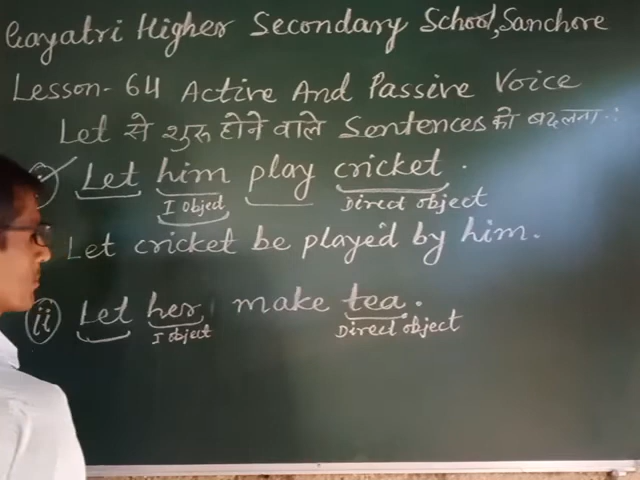 Gayatri Higher Secondary School, Sanchore
Lesson-64 Active And Passive Voice
Let से शुरू होने वाले Sentences को बदलना :
i) Let him play cricket.
I object Direct object
Let cricket be played by him.
ii) Let her make tea.
I object Direct object